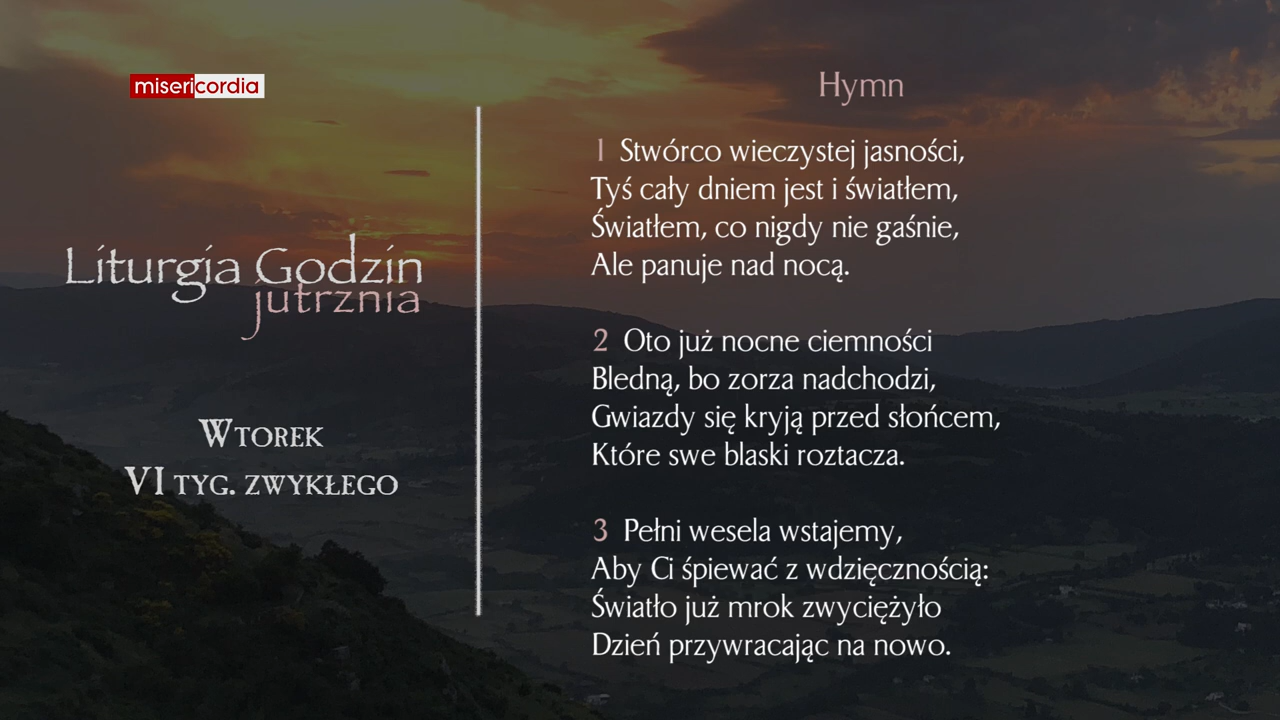 misericordia
Liturgia Godzin
jutrznia
Wtorek
VI tyg. zwykłego
Hymn
1 Stwórco wieczystej jasności,
Tyś cały dniem jest i światłem,
Światłem, co nigdy nie gaśnie,
Ale panuje nad nocą.
2 Oto już nocne ciemności
Bledną, bo zorza nadchodzi,
Gwiazdy się kryją przed słońcem,
Które swe blaski roztacza.
3 Pełni wesela wstajemy,
Aby Ci śpiewać z wdzięcznością:
Światło już mrok zwyciężyło
Dzień przywracając na nowo.